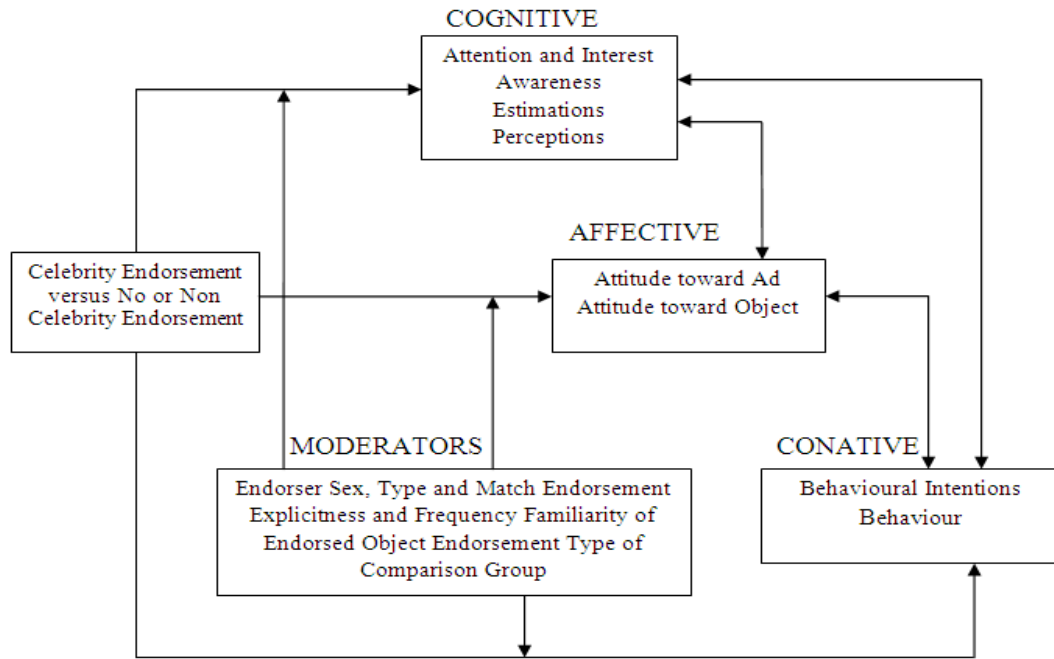 COGNITIVE
Attention and Interest
Awareness
Estimations
Perceptions
AFFECTIVE
Celebrity Endorsement
versus No or Non
Celebrity Endorsement
Attitude toward Ad
Attitude toward Object
MODERATORS
CONATIVE
Endorser Sex, Type and Match Endorsement
Explicitness and Frequency Familiarity of
Endorsed Object Endorsement Type of
Comparison Group
Behavioural Intentions
Behaviour